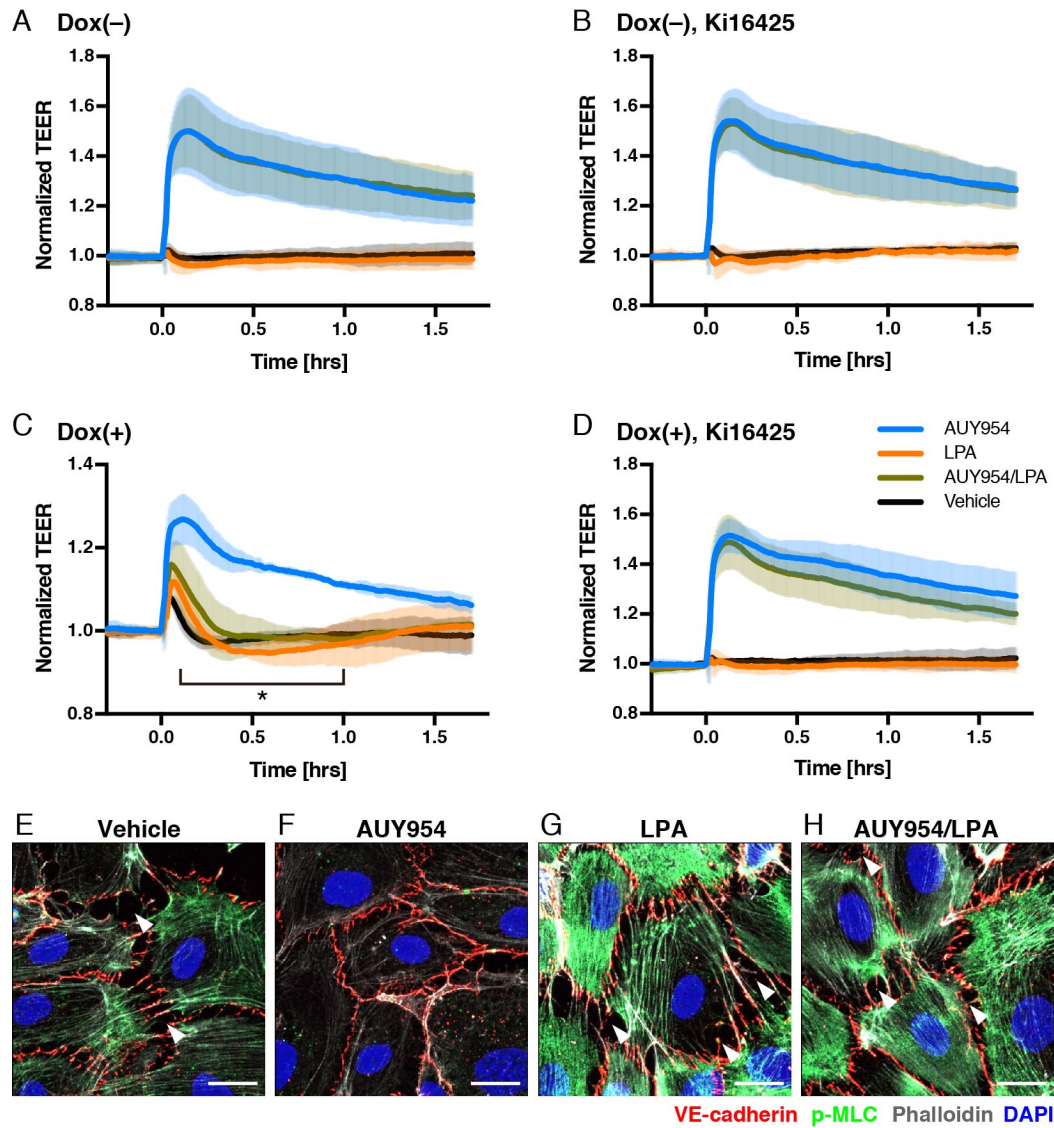 A Dox(–)
1.8
1.6
1.4
1.2
1.0
0.8
Normalized TEER
0.0 0.5 1.0 1.5
Time [hrs]
B Dox(–), Ki16425
1.8
1.6
1.4
1.2
1.0
0.8
Normalized TEER
0.0 0.5 1.0 1.5
Time [hrs]
C Dox(+)
1.4
1.2
1.0
0.8
Normalized TEER
*
0.0 0.5 1.0 1.5
Time [hrs]
D Dox(+), Ki16425
AUY954
LPA
AUY954/LPA
Vehicle
1.8
1.6
1.4
1.2
1.0
0.8
Normalized TEER
0.0 0.5 1.0 1.5
Time [hrs]
E Vehicle
F AUY954
G LPA
H AUY954/LPA
VE-cadherin p-MLC Phalloidin DAPI